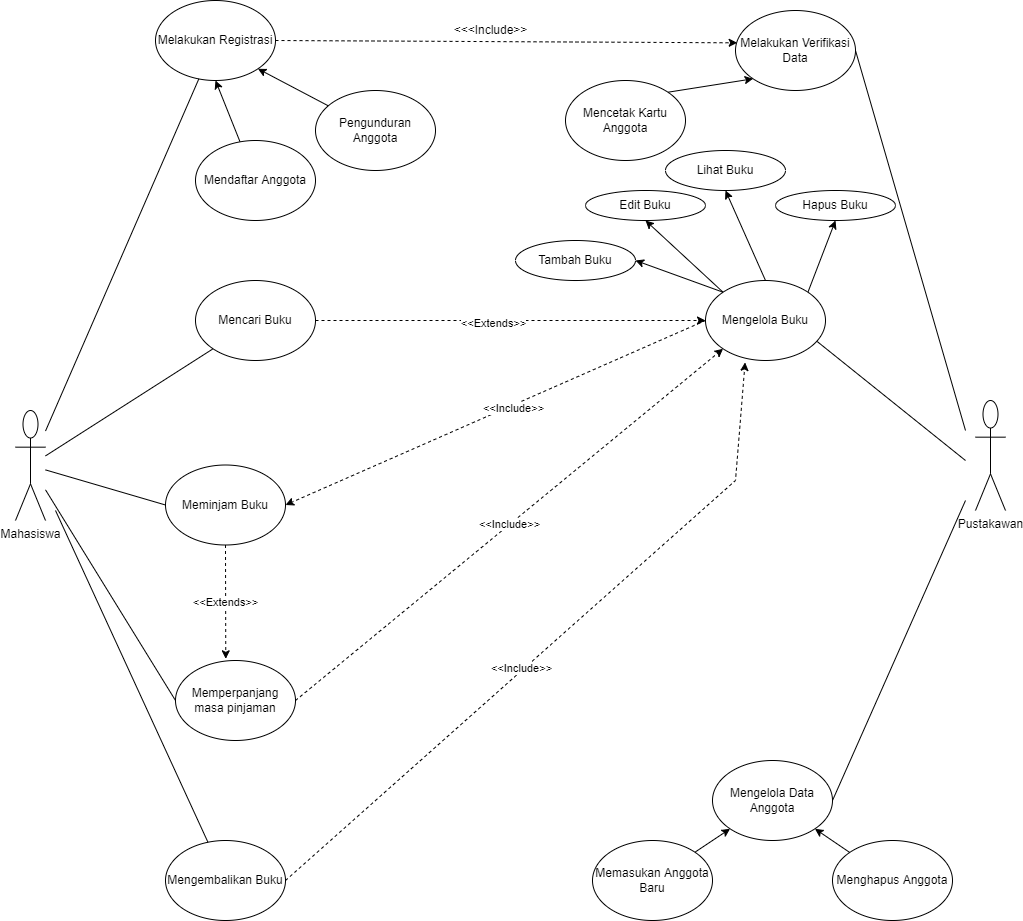 Melakukan Registrasi
<<<Include>>
Melakukan Verifikasi
Data
Pengunduran
Anggota
Mencetak Kartu
Anggota
Mendaftar Anggota
Lihat Buku
Edit Buku
Hapus Buku
Tambah Buku
Mencari Buku
<<Extends>>
Mengelola Buku
<<Include>>
Meminjam Buku
<<Include>>
Mahasiswa
Pustakawan
<<Extends>>
Memperpanjang
masa pinjaman
<<Include>>
Mengelola Data
Anggota
Mengembalikan Buku
Memasukan Anggota
Baru
Menghapus Anggota